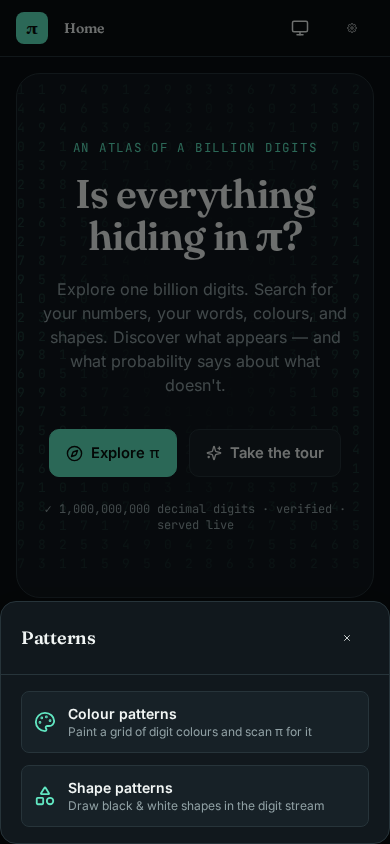 π Home
AN ATLAS OF A BILLION DIGITS
Is everything
hiding in π?
Explore one billion digits. Search for
your numbers, your words, colours, and
shapes. Discover what appears — and
what probability says about what
doesn't.
Explore π
Take the tour
✓ 1,000,000,000 decimal digits · verified ·
served live
Patterns
Colour patterns
Paint a grid of digit colours and scan π for it
Shape patterns
Draw black & white shapes in the digit stream